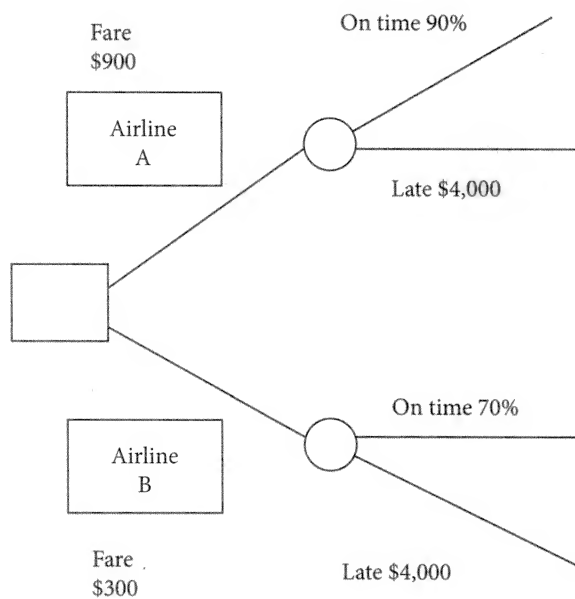 On time 90%
Fare
$900
Airline
A
Late $4,000
On time 70%
Airline
B
Fare
$300
Late $4,000